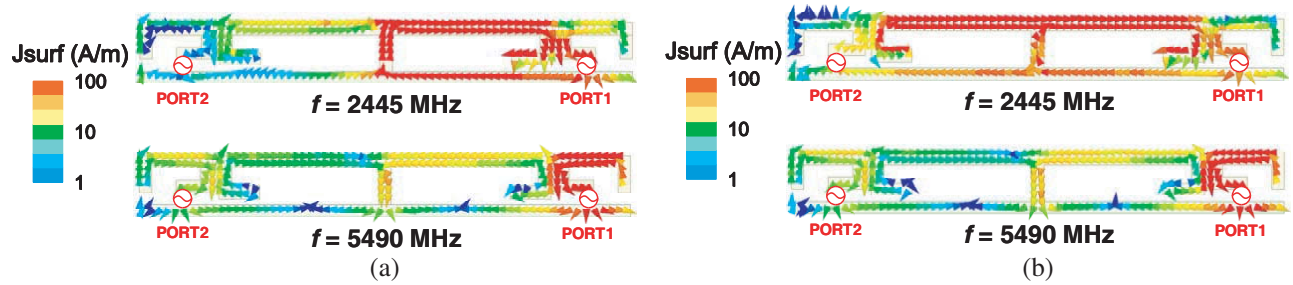 Jsurf (A/m)
100
10
1
PORT2
PORT1
f = 2445 MHz
PORT2
PORT1
f = 5490 MHz
(a)
Jsurf (A/m)
100
10
1
PORT2
PORT1
f = 2445 MHz
PORT2
PORT1
f = 5490 MHz
(b)